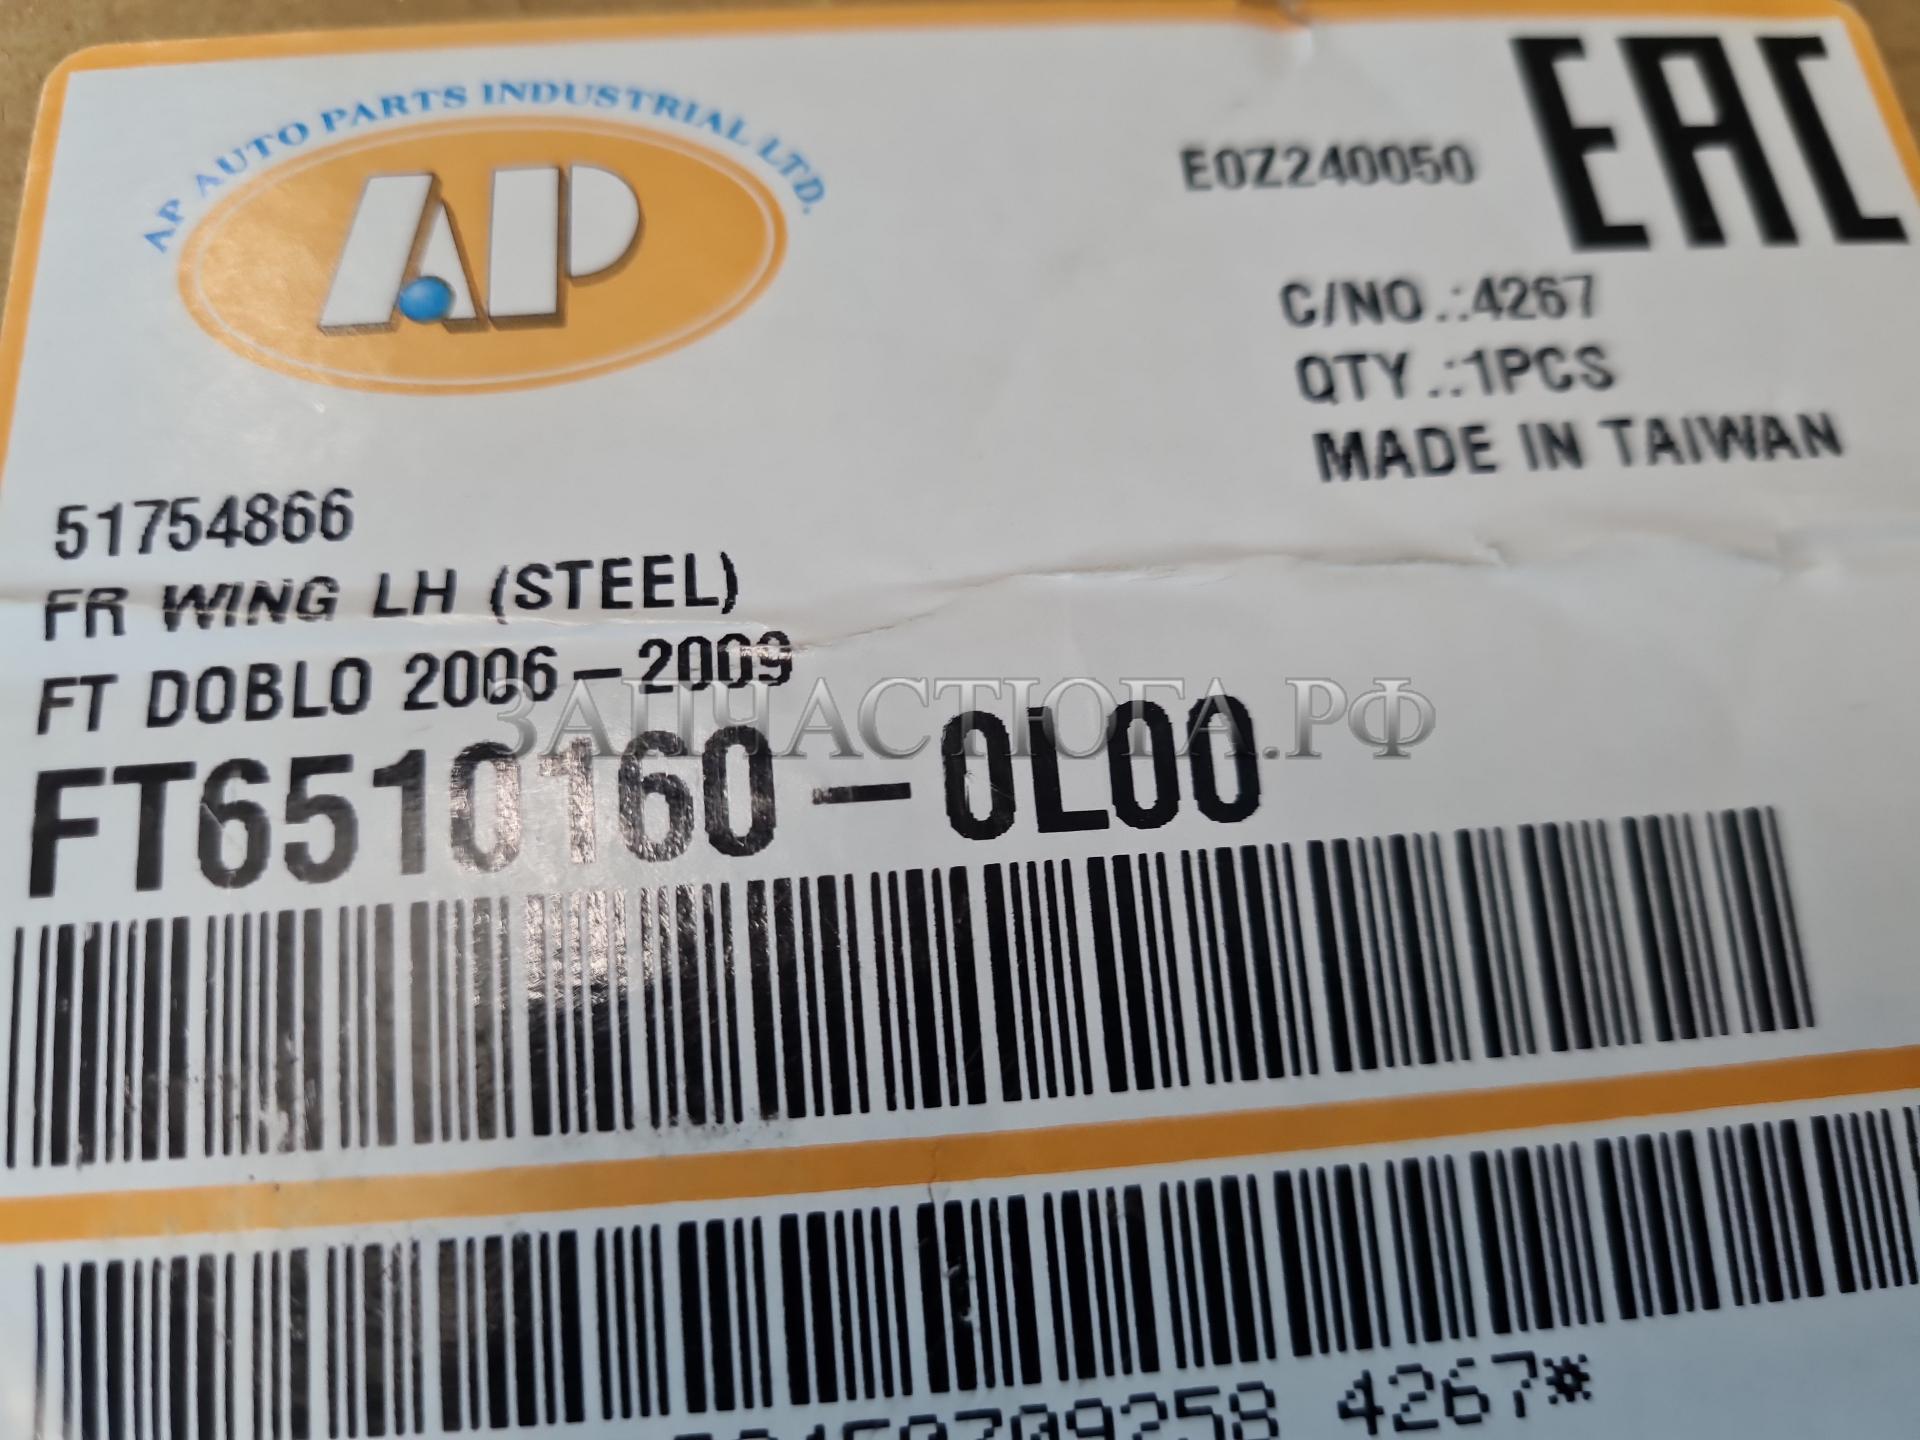 AP AUTO PARTS INDUSTRIAL LTD.
AP
E0Z240050
EAC
C/NO.:4267
QTY.:1PCS
MADE IN TAIWAN
51754866
FR WING LH (STEEL)
FT DOBLO 2006-2009
ЗАПЧАСТЮГА.РФ
FT6510160-0L00
4267*